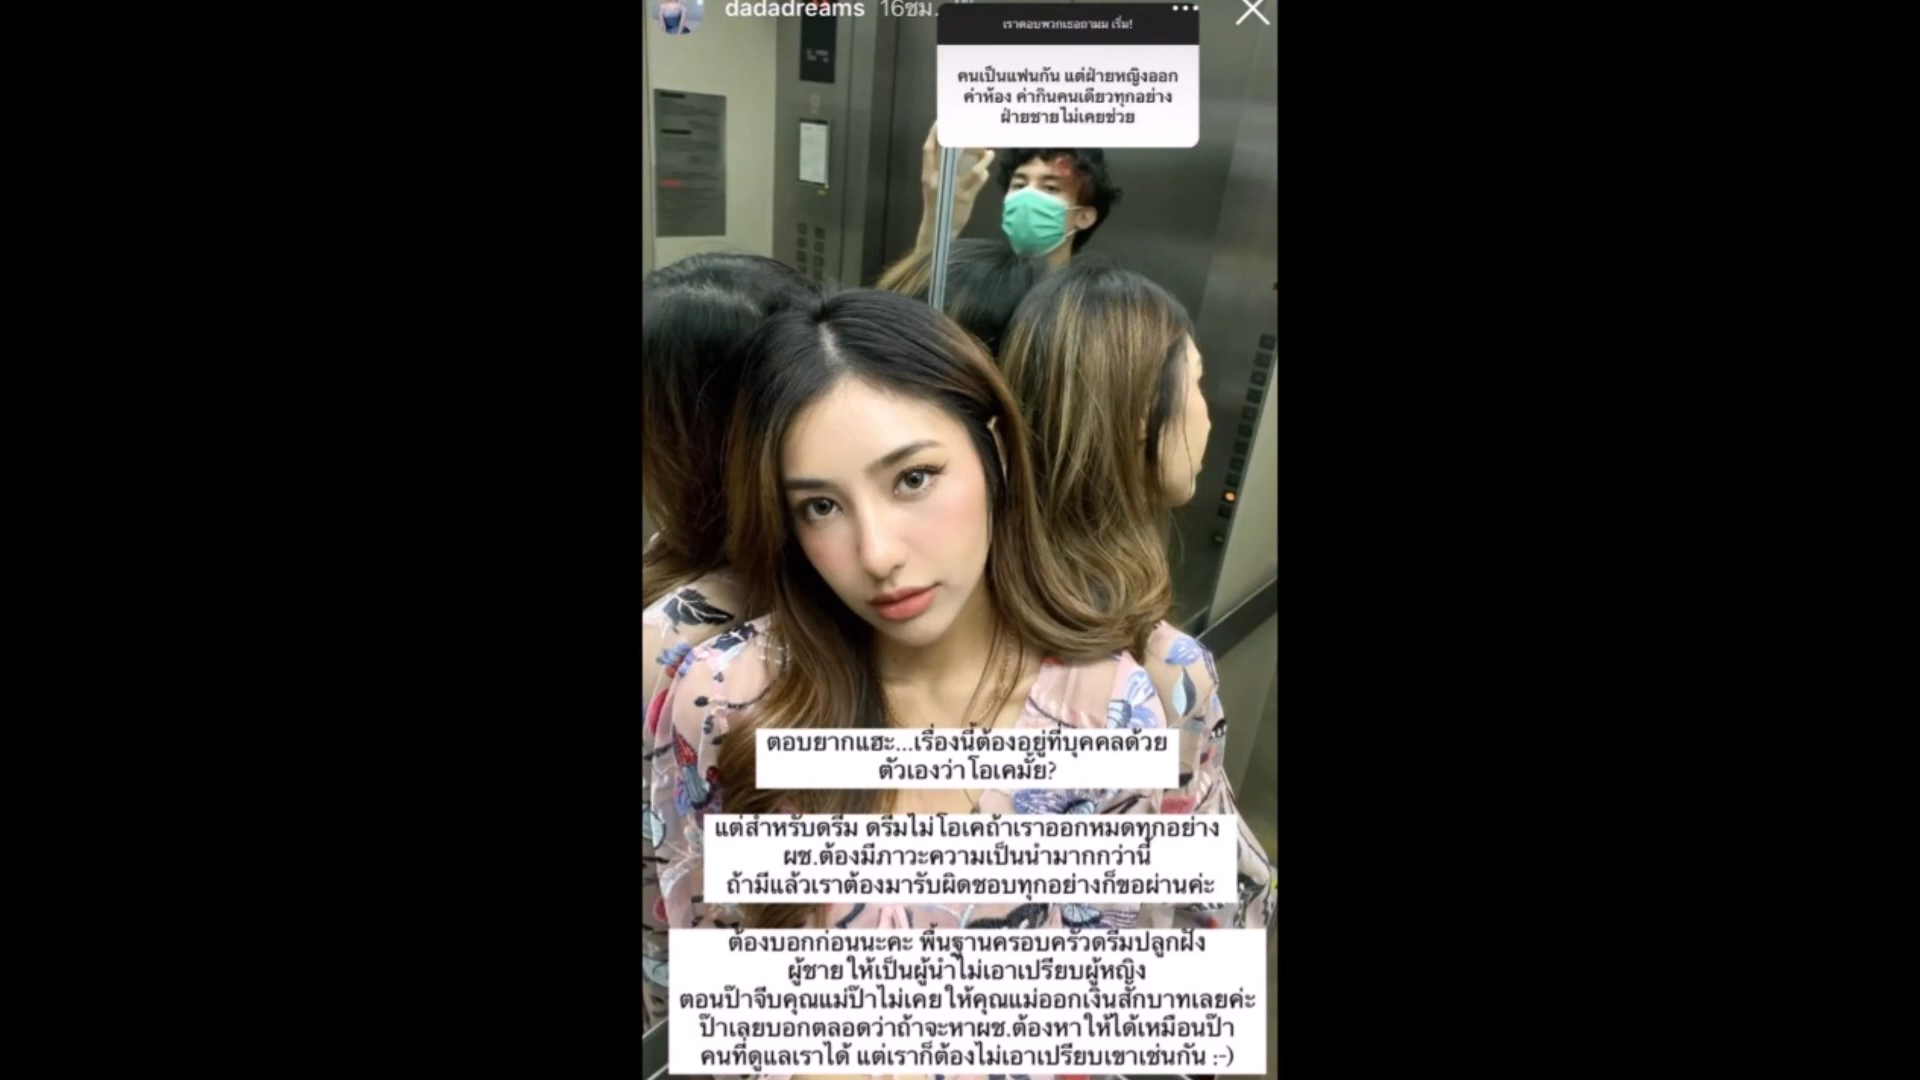 dadadreams 16ชม.
เราตอบพวกเธอถามม เริ่ม!
คนเป็นแฟนกัน แต่ฝ่ายหญิงออก
ค่าห้อง ค่ากินคนเดียวทุกอย่าง
ฝ่ายชายไม่เคยช่วย
ตอบยากแฮะ...เรื่องนี้ต้องอยู่ที่บุคคลด้วย
ตัวเองว่าโอเคมั้ย?
แต่สำหรับดรีม ดรีมไม่โอเคถ้าเราออกหมดทุกอย่าง
ผช.ต้องมีภาวะความเป็นนำมากกว่านี้
ถ้ามีแล้วเราต้องมารับผิดชอบทุกอย่างก็ขอผ่านค่ะ
ต้องบอกก่อนนะคะ พื้นฐานครอบครัวดรีมปลูกฝัง
ผู้ชายให้เป็นผู้นำไม่เอาเปรียบผู้หญิง
ตอนป๊าจีบคุณแม่ป๊าไม่เคยให้คุณแม่ออกเงินสักบาทเลยค่ะ
ป๊าเลยบอกตลอดว่าถ้าจะหาผช.ต้องหาให้ได้เหมือนป๊า
คนที่ดูแลเราได้ แต่เราก็ต้องไม่เอาเปรียบเขาเช่นกัน :-)